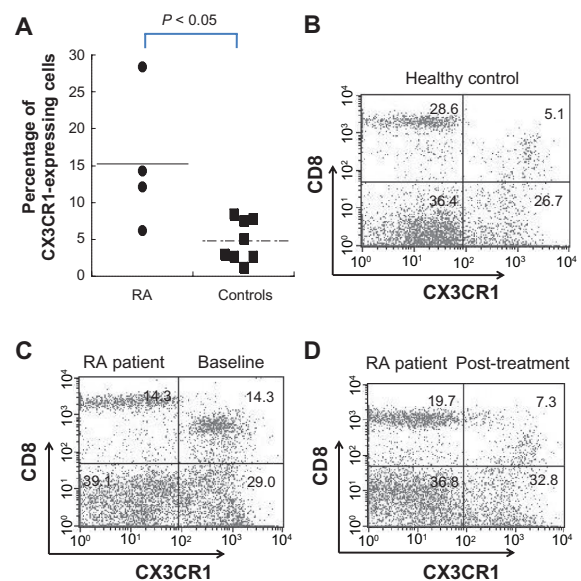 A
P < 0.05
Percentage of
CX3CR1-expressing cells
30
25
20
15
10
5
0
RA
Controls
B
Healthy control
CD8
10⁴
10³
10²
10¹
10⁰
28.6
5.1
36.4
26.7
10⁰ 10¹ 10² 10³ 10⁴
CX3CR1
C
RA patient
Baseline
CD8
10⁴
10³
10²
10¹
10⁰
14.3
14.3
39.1
29.0
10⁰ 10¹ 10² 10³ 10⁴
CX3CR1
D
RA patient
Post-treatment
CD8
10⁴
10³
10²
10¹
10⁰
19.7
7.3
36.8
32.8
10⁰ 10¹ 10² 10³ 10⁴
CX3CR1